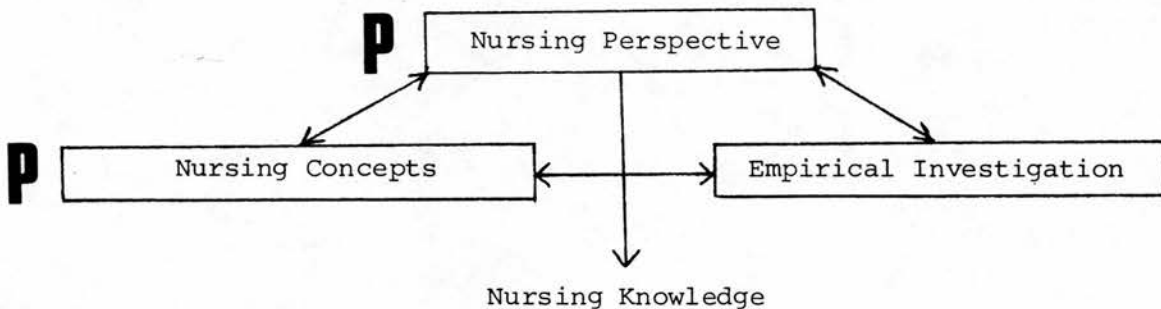 P
Nursing Perspective
P
Nursing Concepts
Empirical Investigation
Nursing Knowledge